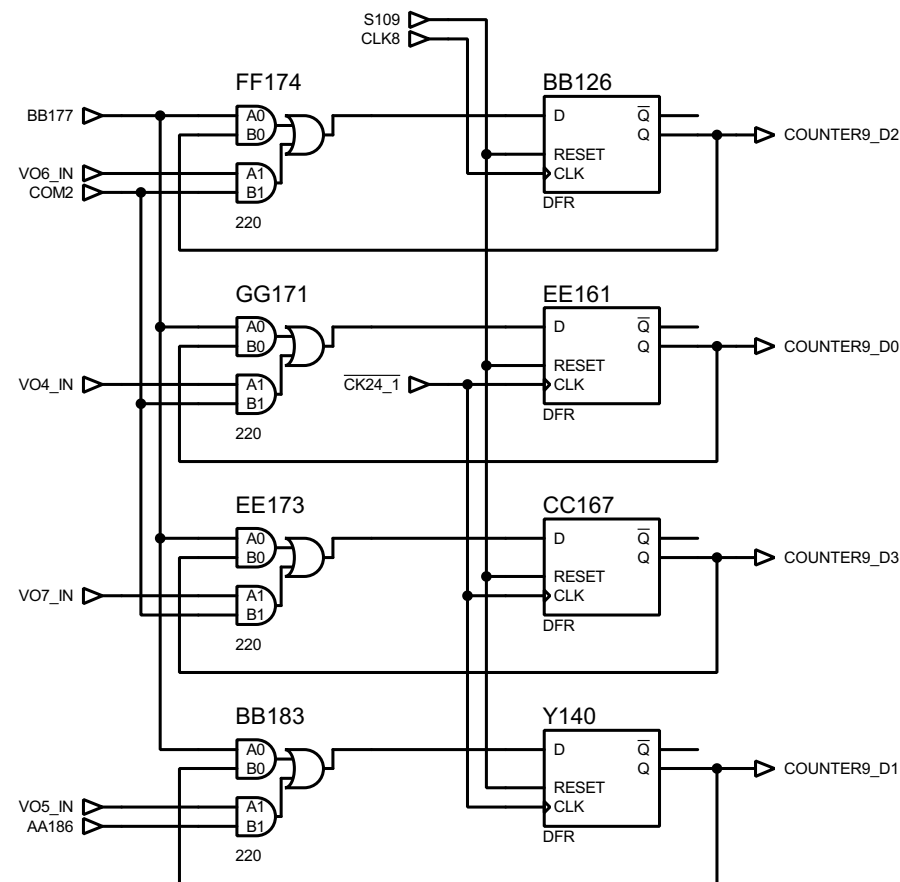 S109
CLK8
FF174
BB126
BB177
A0
B0
D
Q
Q
COUNTER9_D2
VO6_IN
COM2
A1
B1
RESET
CLK
220
DFR
GG171
EE161
A0
B0
D
Q
Q
COUNTER9_D0
VO4_IN
A1
B1
CK24_1
RESET
CLK
220
DFR
EE173
CC167
A0
B0
D
Q
Q
COUNTER9_D3
VO7_IN
A1
B1
RESET
CLK
220
DFR
BB183
Y140
A0
B0
D
Q
Q
COUNTER9_D1
VO5_IN
AA186
A1
B1
RESET
CLK
220
DFR